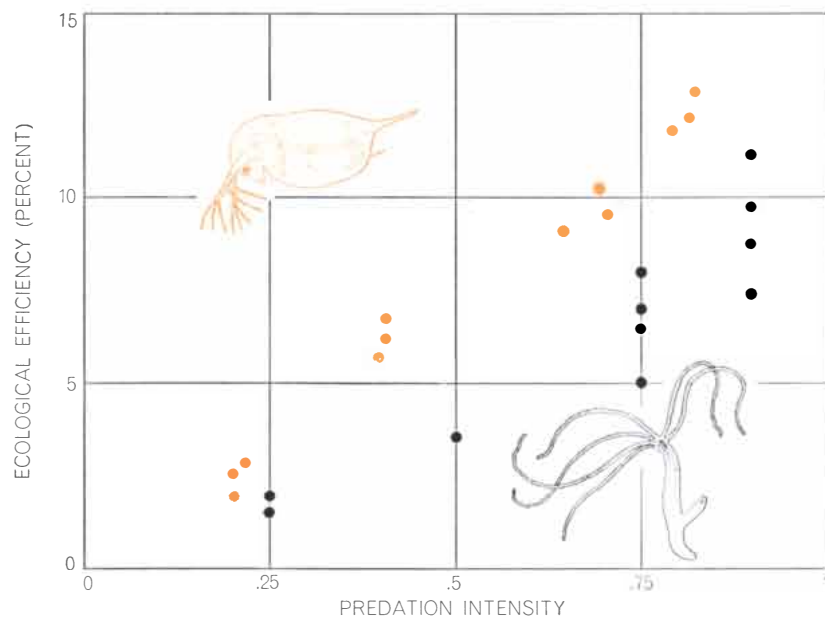 15
10
5
0
ECOLOGICAL EFFICIENCY (PERCENT)
0 .25 .5 .75
PREDATION INTENSITY